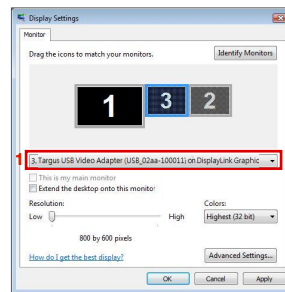 Display Settings
Monitor
Drag the icons to match your monitors.
Identify Monitors
1
3
2
1
3. Targus USB Video Adapter (USB_02aa-100011) on DisplayLink Graphic
This is my main monitor
Extend the desktop onto this monitor
Resolution:
Colors:
Low
High
Highest (32 bit)
800 by 600 pixels
How do I get the best display?
Advanced Settings...
OK
Cancel
Apply